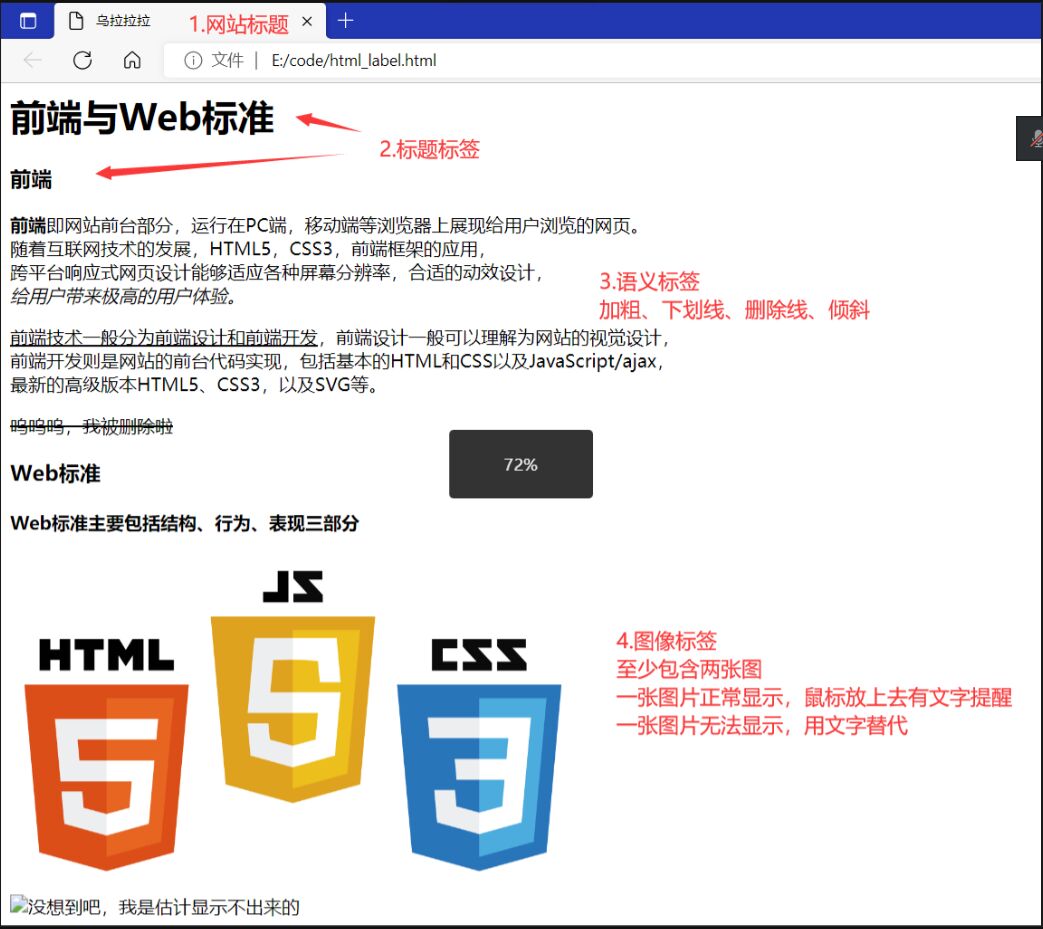 乌拉拉拉
1.网站标题
文件 | E:/code/html_label.html
前端与Web标准
2.标题标签
前端
前端即网站前台部分，运行在PC端，移动端等浏览器上展现给用户浏览的网页。
随着互联网技术的发展，HTML5，CSS3，前端框架的应用，
跨平台响应式网页设计能够适应各种屏幕分辨率，合适的动效设计，
给用户带来极高的用户体验。
3.语义标签
加粗、下划线、删除线、倾斜
前端技术一般分为前端设计和前端开发，前端设计一般可以理解为网站的视觉设计，
前端开发则是网站的前台代码实现，包括基本的HTML和CSS以及JavaScript/ajax，
最新的高级版本HTML5、CSS3，以及SVG等。
呜呜呜，我被删除啦
72%
Web标准
Web标准主要包括结构、行为、表现三部分
JS
HTML
CSS
5
5
3
4.图像标签
至少包含两张图
一张图片正常显示，鼠标放上去有文字提醒
一张图片无法显示，用文字替代
没想到吧，我是估计显示不出来的